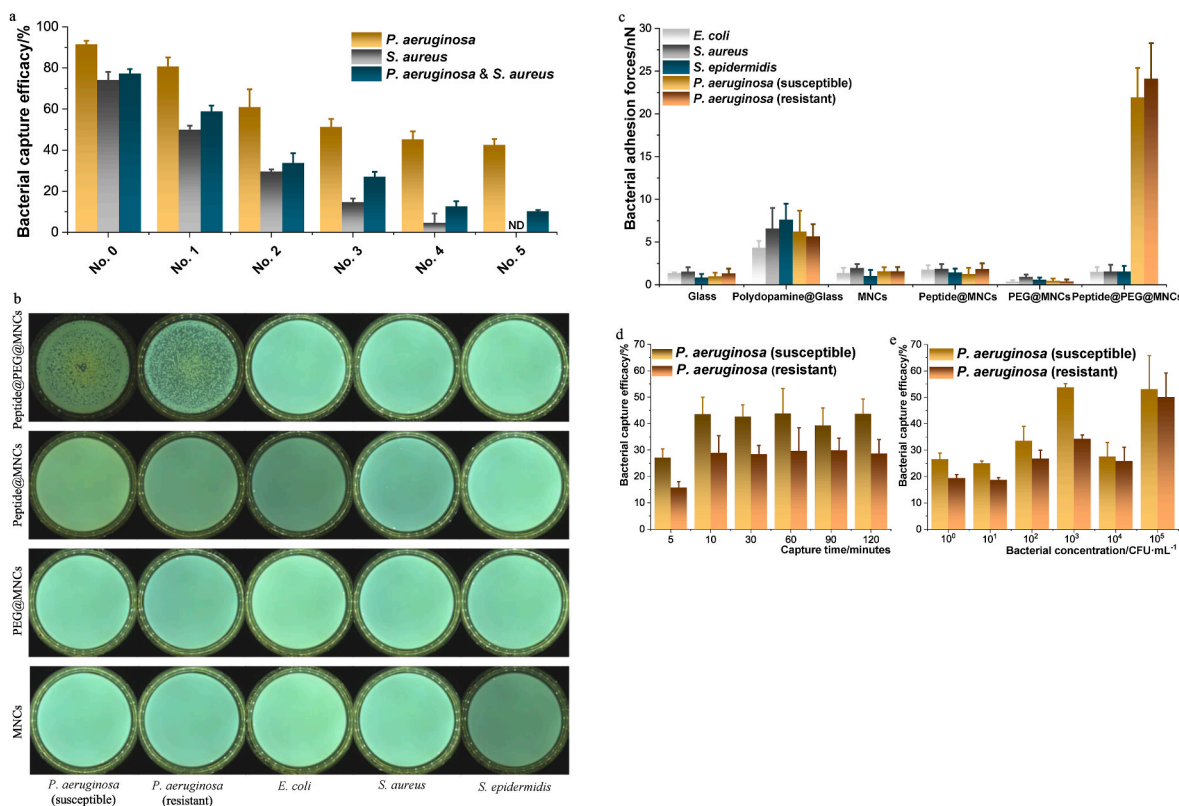 a
Bacterial capture efficacy/%
100
80
60
40
20
0
P. aeruginosa
S. aureus
P. aeruginosa & S. aureus
ND
No. 0
No. 1
No. 2
No. 3
No. 4
No. 5
b
Peptide@PEG@MNCs
Peptide@MNCs
PEG@MNCs
MNCs
P. aeruginosa
(susceptible)
P. aeruginosa
(resistant)
E. coli
S. aureus
S. epidermidis
c
Bacterial adhesion forces/nN
30
25
20
15
10
5
0
E. coli
S. aureus
S. epidermidis
P. aeruginosa (susceptible)
P. aeruginosa (resistant)
Glass
Polydopamine@Glass
MNCs
Peptide@MNCs
PEG@MNCs
Peptide@PEG@MNCs
d
Bacterial capture efficacy/%
70
60
50
40
30
20
10
0
P. aeruginosa (susceptible)
P. aeruginosa (resistant)
5
10
30
60
90
120
Capture time/minutes
e
Bacterial capture efficacy/%
70
60
50
40
30
20
10
0
P. aeruginosa (susceptible)
P. aeruginosa (resistant)
10⁰
10¹
10²
10³
10⁴
10⁵
Bacterial concentration/CFU·mL⁻¹